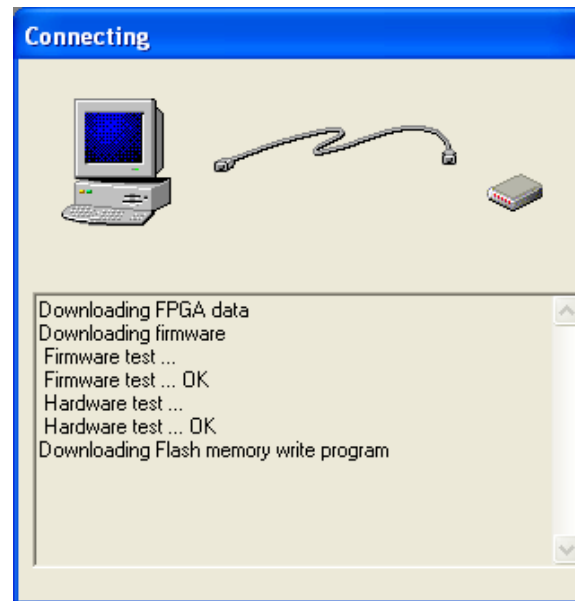 Connecting
Downloading FPGA data
Downloading firmware
Firmware test ...
Firmware test ... OK
Hardware test ...
Hardware test ... OK
Downloading Flash memory write program